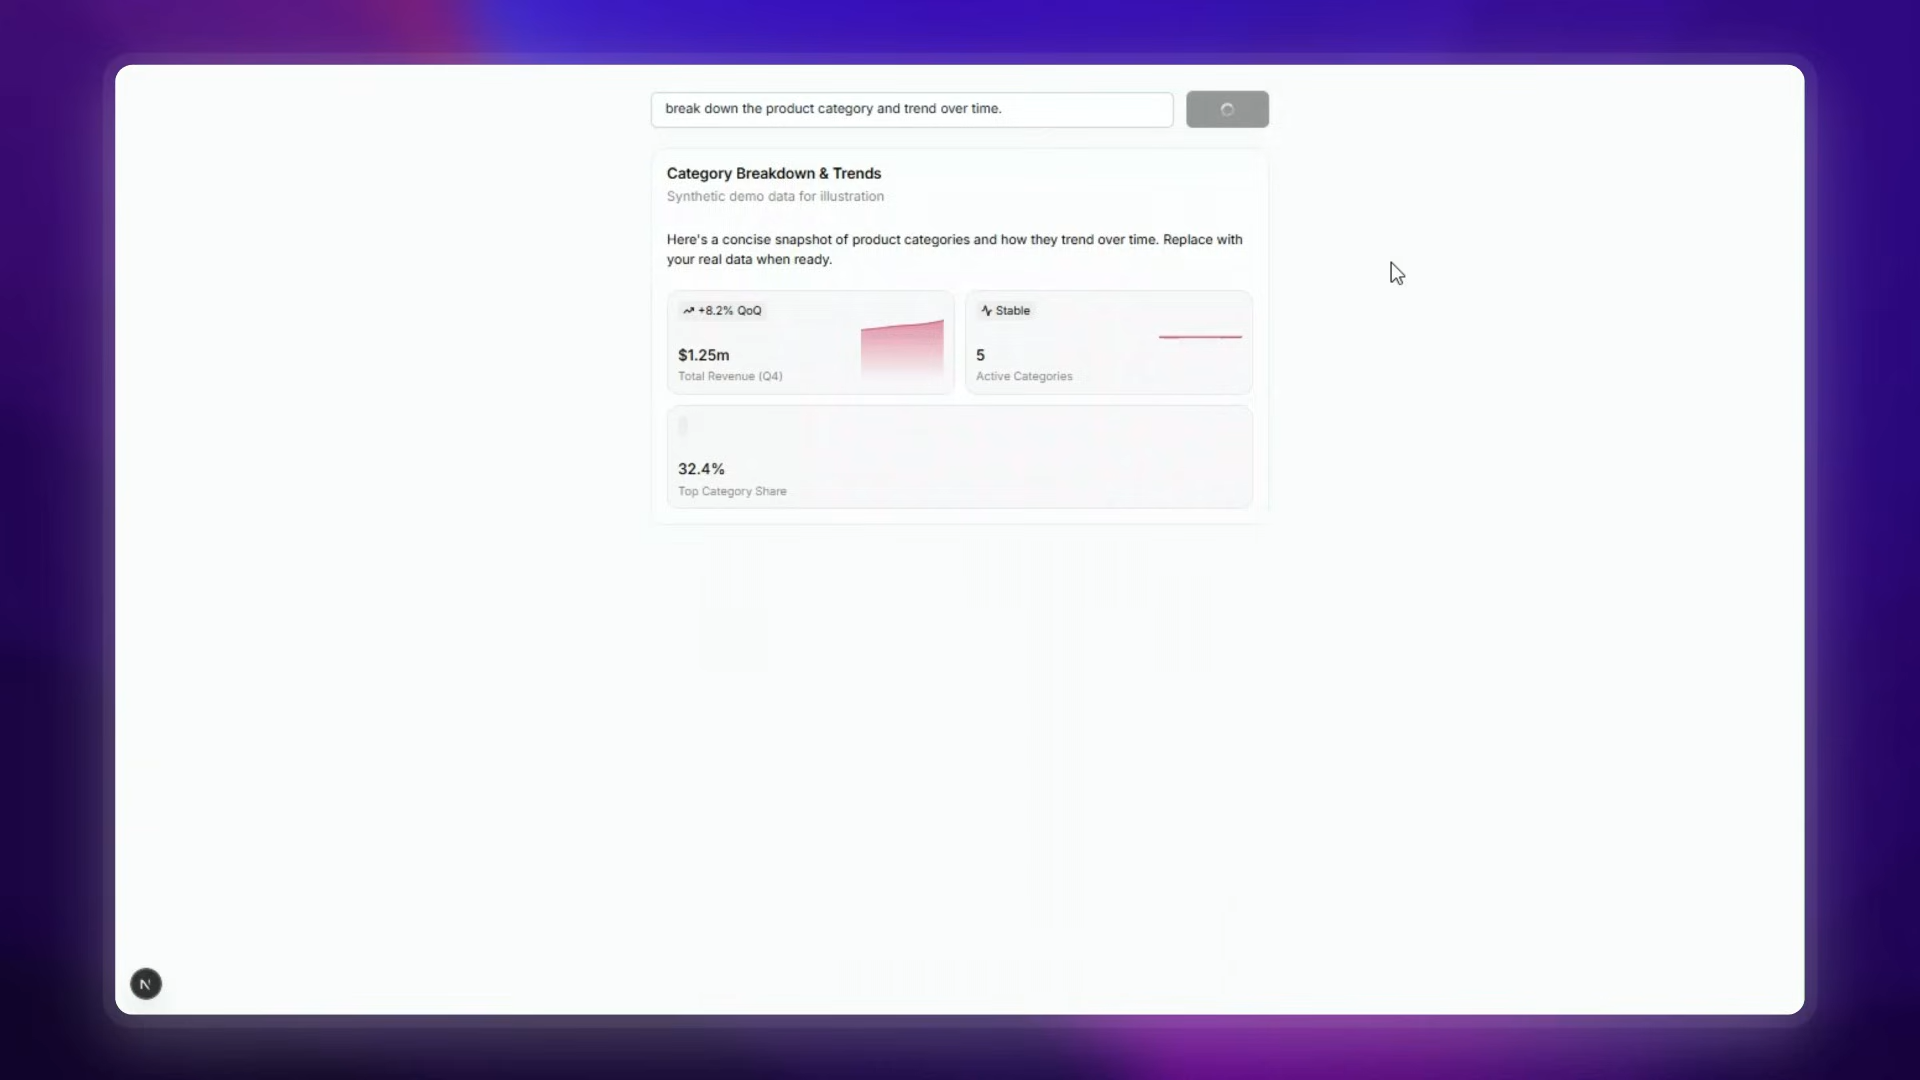 break down the product category and trend over time.
Category Breakdown & Trends
Synthetic demo data for illustration
Here's a concise snapshot of product categories and how they trend over time. Replace with
your real data when ready.
+8.2% QoQ
$1.25m
Total Revenue (Q4)
Stable
5
Active Categories
32.4%
Top Category Share
N